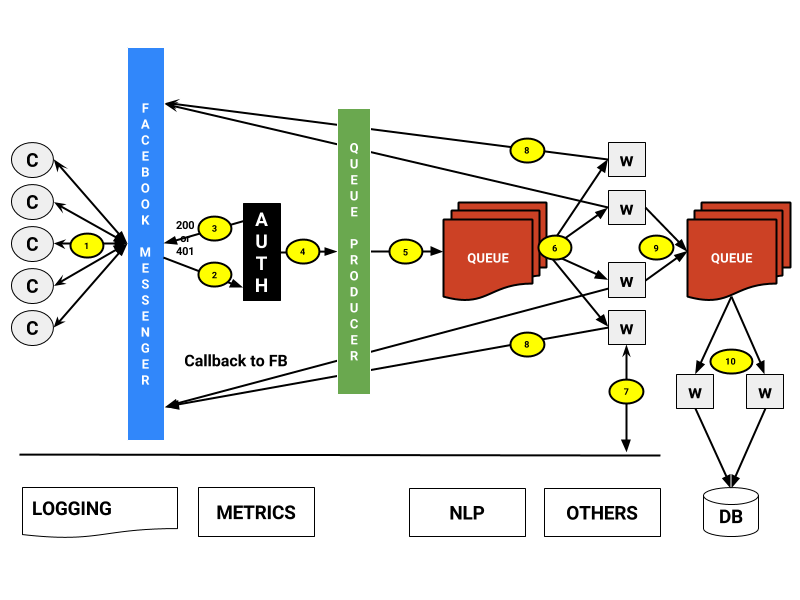 C
C
C
C
C
1
FACEBOOK MESSENGER
200
or
401
3
2
AUTH
4
QUEUE PRODUCER
5
QUEUE
6
8
8
w
w
w
w
7
9
QUEUE
10
w
w
DB
Callback to FB
LOGGING
METRICS
NLP
OTHERS